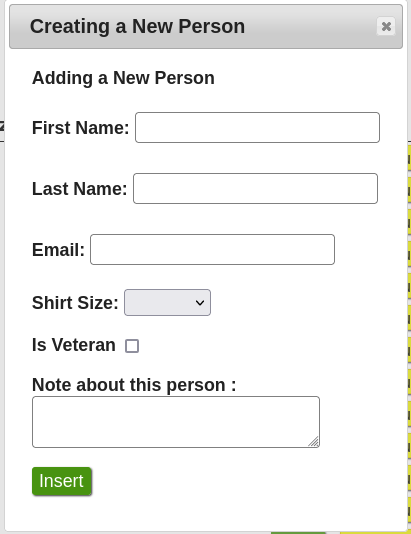 Creating a New Person
Adding a New Person
First Name:
Last Name:
Email:
Shirt Size:
Is Veteran
Note about this person :
Insert